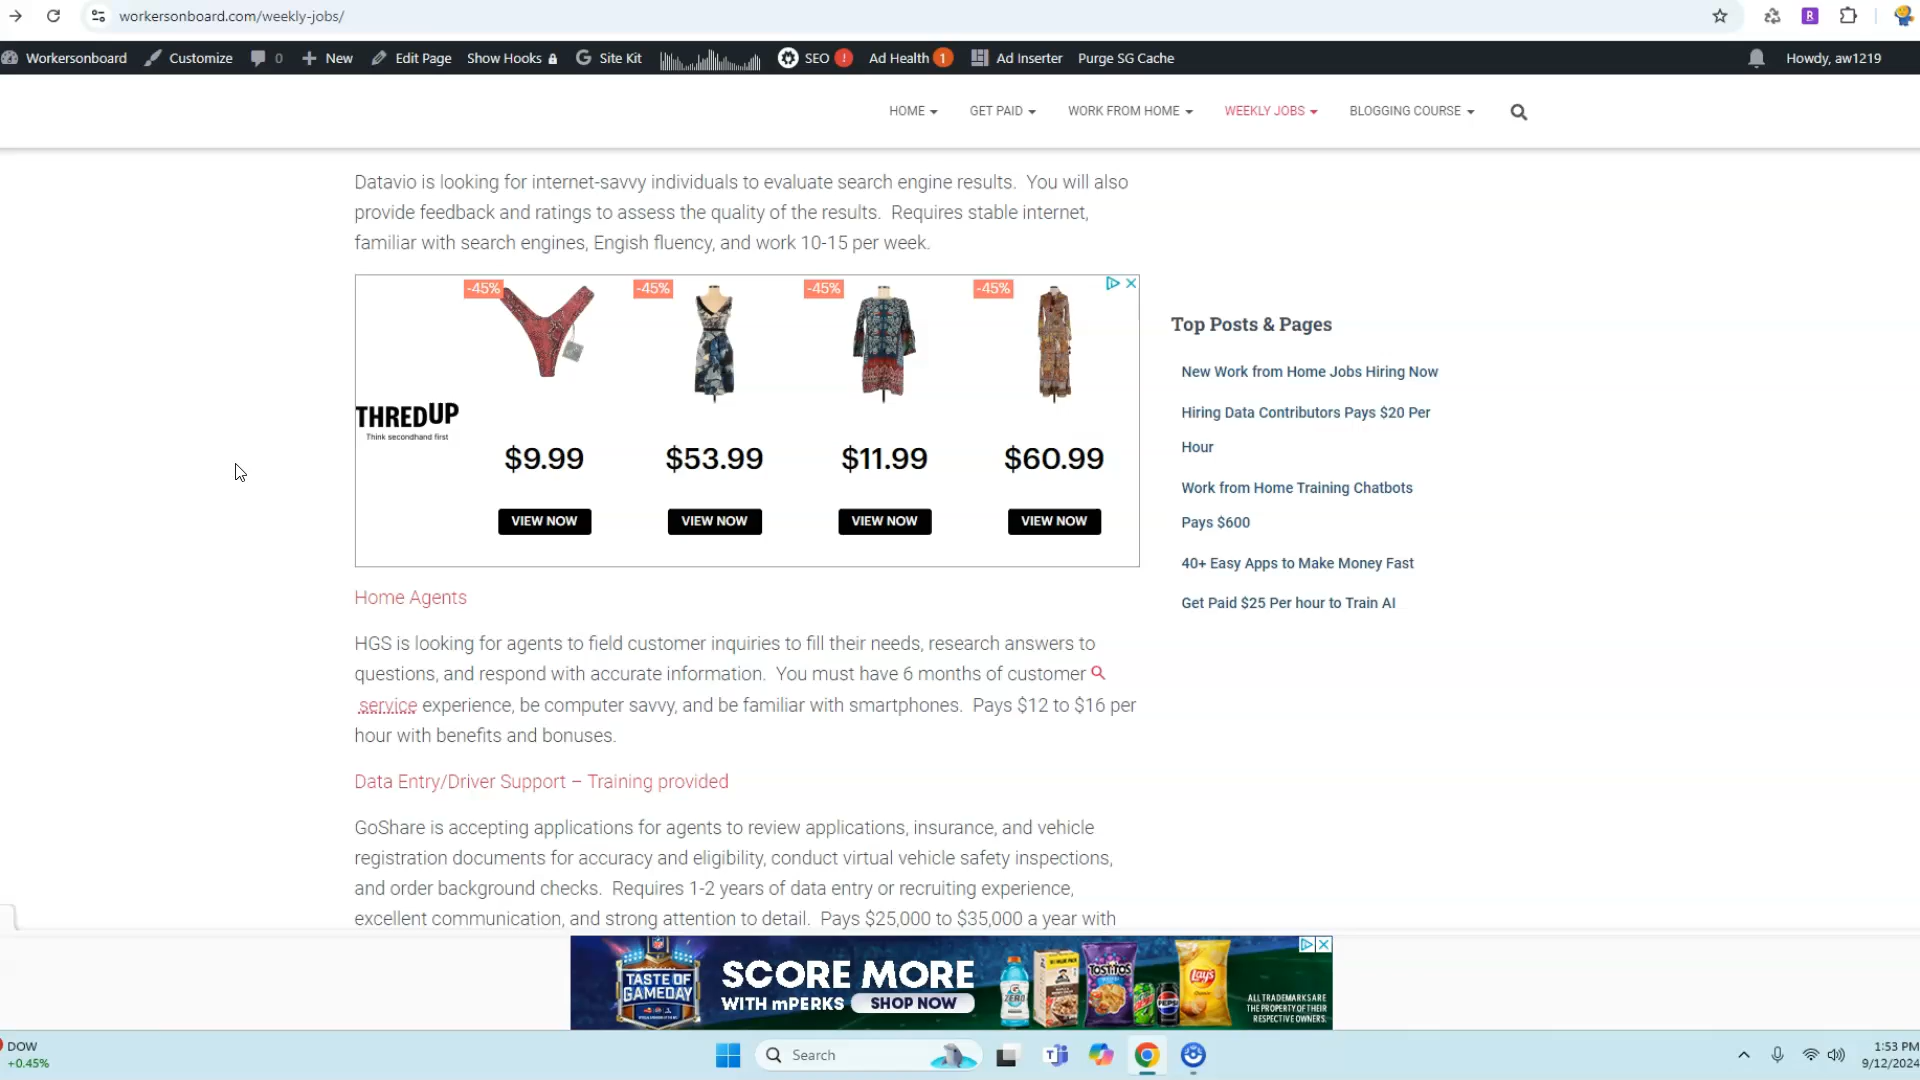 workersonboard.com/weekly-jobs/
R
Workersonboard
Customize
0
New
Edit Page
Show Hooks
Site Kit
SEO
!
Ad Health
1
Ad Inserter
Purge SG Cache
Howdy, aw1219
HOME
GET PAID
WORK FROM HOME
WEEKLY JOBS
BLOGGING COURSE
Datavio is looking for internet-savvy individuals to evaluate search engine results. You will also
provide feedback and ratings to assess the quality of the results. Requires stable internet,
familiar with search engines, Engish fluency, and work 10-15 per week.
-45%
-45%
-45%
-45%
THREDUP
Think secondhand first
$9.99
$53.99
$11.99
$60.99
VIEW NOW
VIEW NOW
VIEW NOW
VIEW NOW
Top Posts & Pages
New Work from Home Jobs Hiring Now
Hiring Data Contributors Pays $20 Per
Hour
Work from Home Training Chatbots
Pays $600
40+ Easy Apps to Make Money Fast
Get Paid $25 Per hour to Train AI
Home Agents
HGS is looking for agents to field customer inquiries to fill their needs, research answers to
questions, and respond with accurate information. You must have 6 months of customer
service experience, be computer savvy, and be familiar with smartphones. Pays $12 to $16 per
hour with benefits and bonuses.
Data Entry/Driver Support – Training provided
GoShare is accepting applications for agents to review applications, insurance, and vehicle
registration documents for accuracy and eligibility, conduct virtual vehicle safety inspections,
and order background checks. Requires 1-2 years of data entry or recruiting experience,
excellent communication, and strong attention to detail. Pays $25,000 to $35,000 a year with
NFL
TASTE OF
GAMEDAY
SCORE MORE
WITH mPERKS
SHOP NOW
ZERO
TOSTITOS
pepsi
Lay's
ALL TRADEMARKS ARE
THE PROPERTY OF THEIR
RESPECTIVE OWNERS.
DOW
+0.45%
Search
1:53 PM
9/12/2024